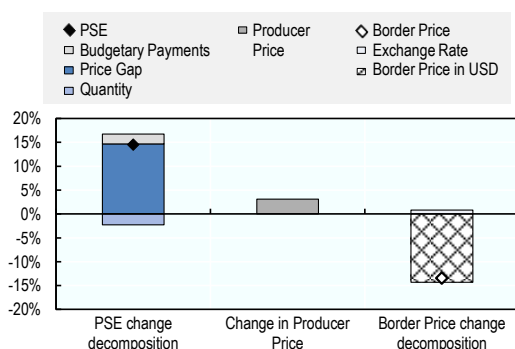 PSE
Budgetary Payments
Price Gap
Quantity
Producer
Price
Border Price
Exchange Rate
Border Price in USD
20%
15%
10%
5%
0%
-5%
-10%
-15%
-20%
PSE change
decomposition
Change in Producer
Price
Border Price change
decomposition